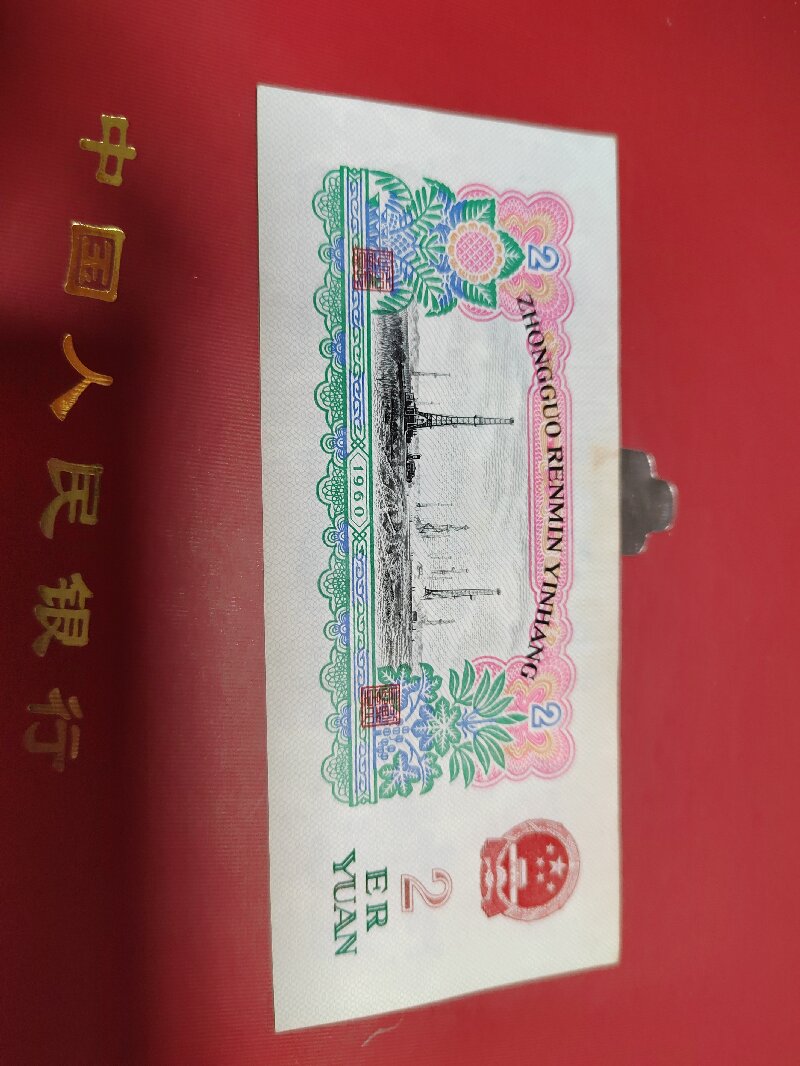 中国人民银行
ZHONGGUO RENMIN YINHANG
2
2
1960
2
ER
YUAN